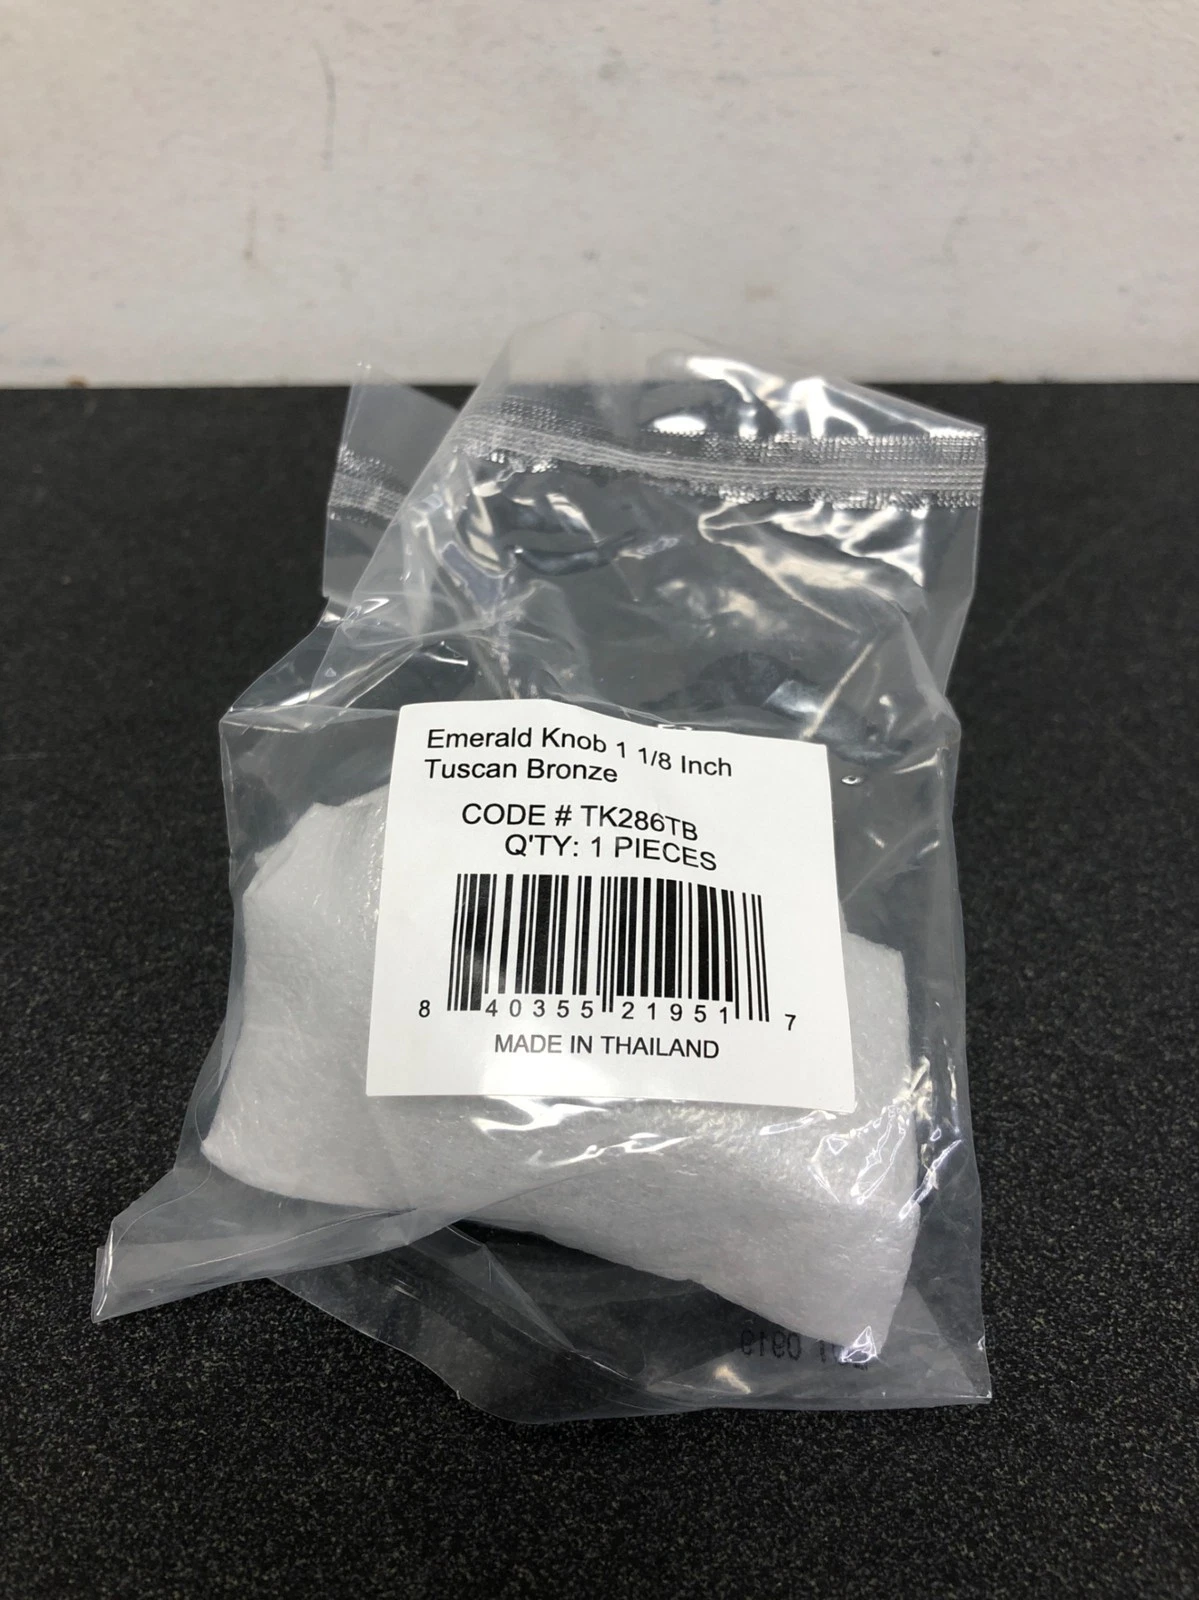 Emerald Knob 1 1/8 Inch
Tuscan Bronze
CODE # TK286TB
Q'TY: 1 PIECES
8 40355 21951 7
MADE IN THAILAND